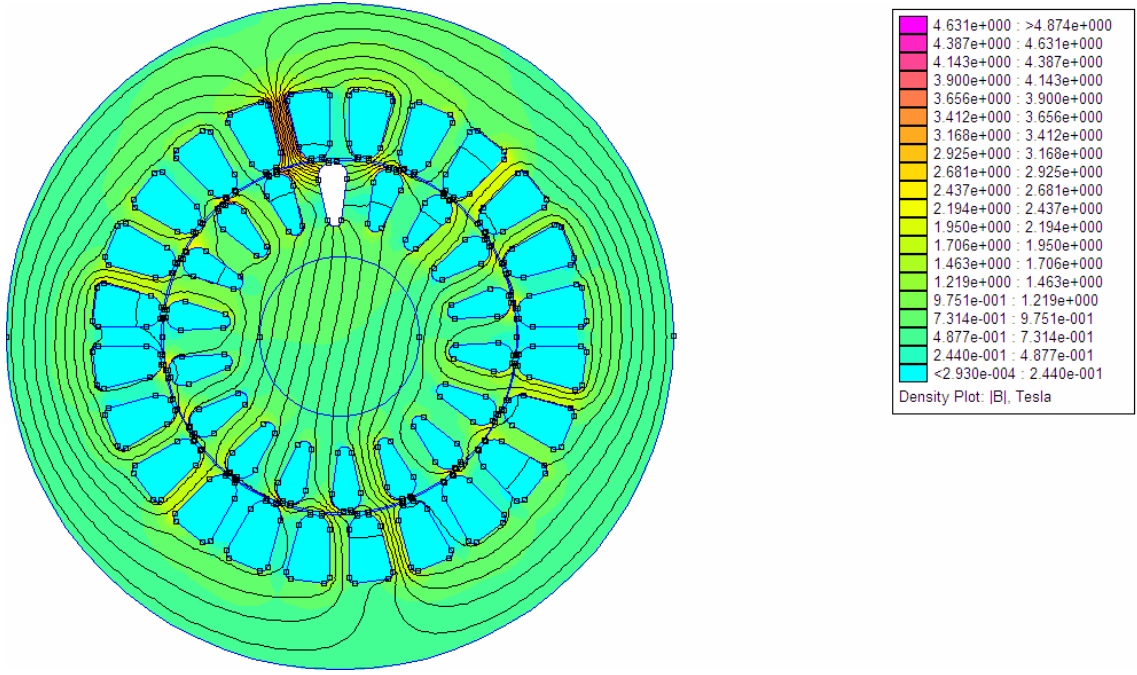 4.631e+000 : >4.874e+000
4.387e+000 : 4.631e+000
4.143e+000 : 4.387e+000
3.900e+000 : 4.143e+000
3.656e+000 : 3.900e+000
3.412e+000 : 3.656e+000
3.168e+000 : 3.412e+000
2.925e+000 : 3.168e+000
2.681e+000 : 2.925e+000
2.437e+000 : 2.681e+000
2.194e+000 : 2.437e+000
1.950e+000 : 2.194e+000
1.706e+000 : 1.950e+000
1.463e+000 : 1.706e+000
1.219e+000 : 1.463e+000
9.751e-001 : 1.219e+000
7.314e-001 : 9.751e-001
4.877e-001 : 7.314e-001
2.440e-001 : 4.877e-001
<2.930e-004 : 2.440e-001
Density Plot: |B|, Tesla